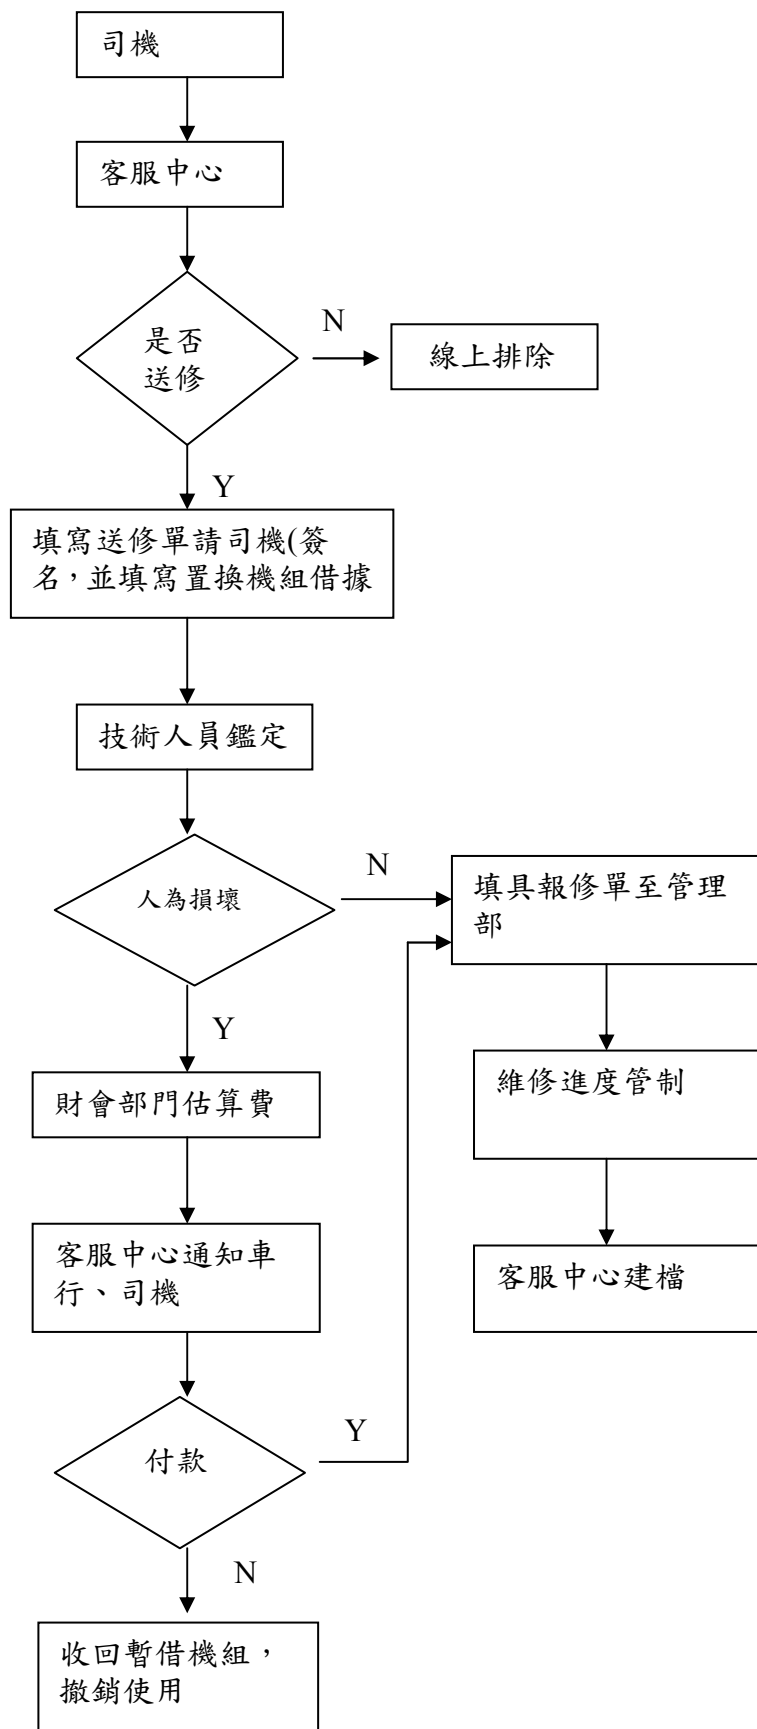 司機
客服中心
是否
送修
N
線上排除
Y
填寫送修單請司機(簽
名，並填寫置換機組借據
技術人員鑑定
人為損壞
N
填具報修單至管理
部
Y
維修進度管制
財會部門估算費
客服中心通知車
行、司機
客服中心建檔
付款
Y
N
收回暫借機組，
撤銷使用